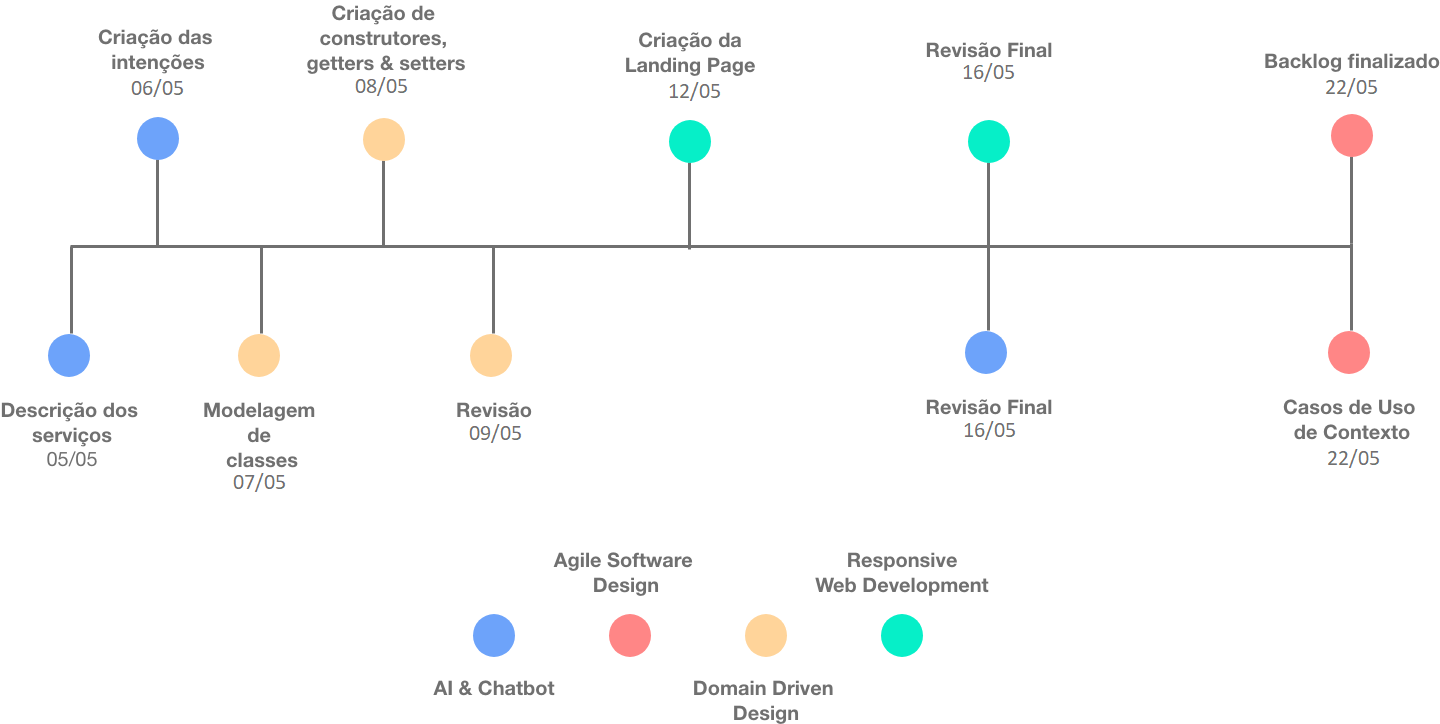 Criação das
intenções
06/05
Criação de
construtores,
getters & setters
08/05
Criação da
Landing Page
12/05
Revisão Final
16/05
Backlog finalizado
22/05
Descrição dos
serviços
05/05
Modelagem
de
classes
07/05
Revisão
09/05
Revisão Final
16/05
Casos de Uso
de Contexto
22/05
Agile Software
Design
Responsive
Web Development
AI & Chatbot
Domain Driven
Design